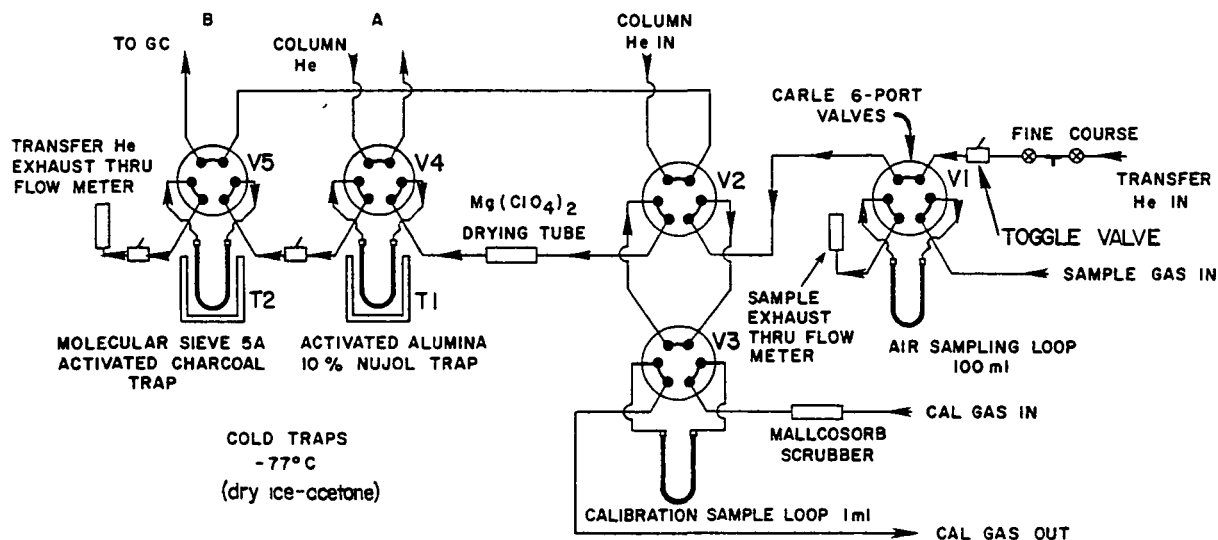 B
A
TO GC
COLUMN
He
COLUMN
He IN
CARLE 6-PORT
VALVES
FINE COURSE
TRANSFER He
EXHAUST THRU
FLOW METER
V5
V4
V2
V1
TRANSFER
He IN
Mg(ClO4)2
DRYING TUBE
TOGGLE VALVE
SAMPLE GAS IN
T2
T1
SAMPLE
EXHAUST
THRU FLOW
METER
V3
MOLECULAR SIEVE 5A
ACTIVATED CHARCOAL
TRAP
ACTIVATED ALUMINA
10% NUJOL TRAP
AIR SAMPLING LOOP
100 ml
CAL GAS IN
MALLCOSORB
SCRUBBER
COLD TRAPS
-77°C
(dry ice-acetone)
CALIBRATION SAMPLE LOOP 1ml
CAL GAS OUT